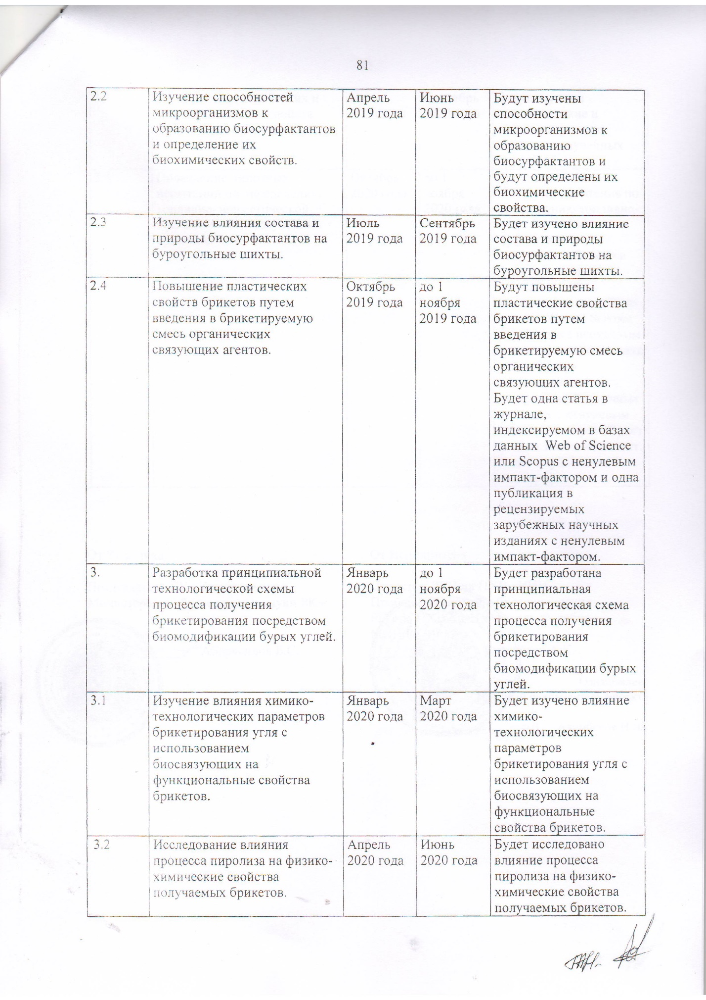 81
2.2
Изучение способностей
микроорганизмов к
образованию биосурфактантов
и определение их
биохимических свойств.
Апрель
2019 года
Июнь
2019 года
Будут изучены
способности
микроорганизмов к
образованию
биосурфактантов и
будут определены их
биохимические
свойства.
2.3
Изучение влияния состава и
природы биосурфактантов на
буроугольные шихты.
Июль
2019 года
Сентябрь
2019 года
Будет изучено влияние
состава и природы
биосурфактантов на
буроугольные шихты.
2.4
Повышение пластических
свойств брикетов путем
введения в брикетируемую
смесь органических
связующих агентов.
Октябрь
2019 года
до 1
ноября
2019 года
Будут повышены
пластические свойства
брикетов путем
введения в
брикетируемую смесь
органических
связующих агентов.
Будет одна статья в
журнале,
индексируемом в базах
данных Web of Science
или Scopus с ненулевым
импакт-фактором и одна
публикация в
рецензируемых
зарубежных научных
изданиях с ненулевым
импакт-фактором.
3.
Разработка принципиальной
технологической схемы
процесса получения
брикетирования посредством
биомодификации бурых углей.
Январь
2020 года
до 1
ноября
2020 года
Будет разработана
принципиальная
технологическая схема
процесса получения
брикетирования
посредством
биомодификации бурых
углей.
3.1
Изучение влияния химико-
технологических параметров
брикетирования угля с
использованием
биосвязующих на
функциональные свойства
брикетов.
Январь
2020 года
Март
2020 года
Будет изучено влияние
химико-
технологических
параметров
брикетирования угля с
использованием
биосвязующих на
функциональные
свойства брикетов.
3.2
Исследование влияния
процесса пиролиза на физико-
химические свойства
получаемых брикетов.
Апрель
2020 года
Июнь
2020 года
Будет исследовано
влияние процесса
пиролиза на физико-
химические свойства
получаемых брикетов.